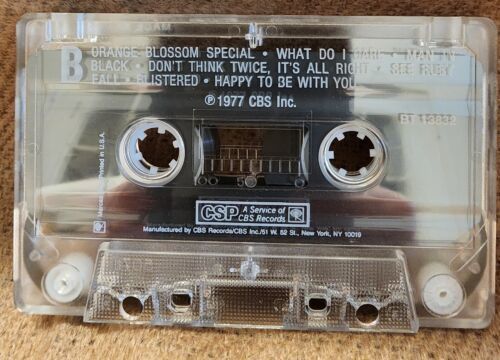 B
ORANGE BLOSSOM SPECIAL • WHAT DO I CARE • MAN IN
BLACK • DON'T THINK TWICE, IT'S ALL RIGHT • SEE RUBY
FALL • BLISTERED • HAPPY TO BE WITH YOU
℗ 1977 CBS Inc.
BT 13832
Printed in U.S.A.
CSP A Service of
CBS Records
Manufactured by CBS Records/CBS Inc./51 W. 52 St., New York, NY 10019